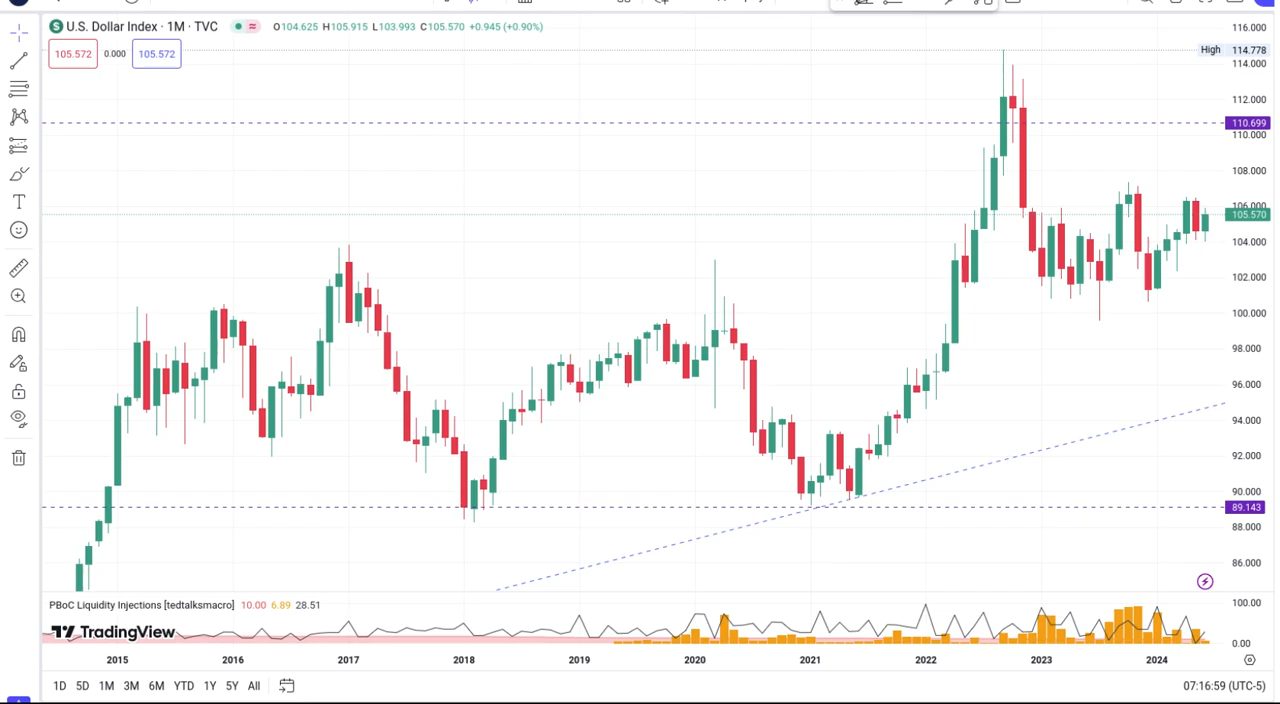 U.S. Dollar Index · 1M · TVC
O104.625 H105.915 L103.993 C105.570 +0.945 (+0.90%)
105.572 0.000 105.572
116.000
High 114.778
114.000
112.000
110.699
110.000
108.000
106.000
105.570
104.000
102.000
100.000
98.000
96.000
94.000
92.000
90.000
89.143
88.000
86.000
PBoC Liquidity Injections [tedtalksmacro] 10.00 6.89 28.51
100.00
TradingView
0.00
2015 2016 2017 2018 2019 2020 2021 2022 2023 2024
1D 5D 1M 3M 6M YTD 1Y 5Y All
07:16:59 (UTC-5)